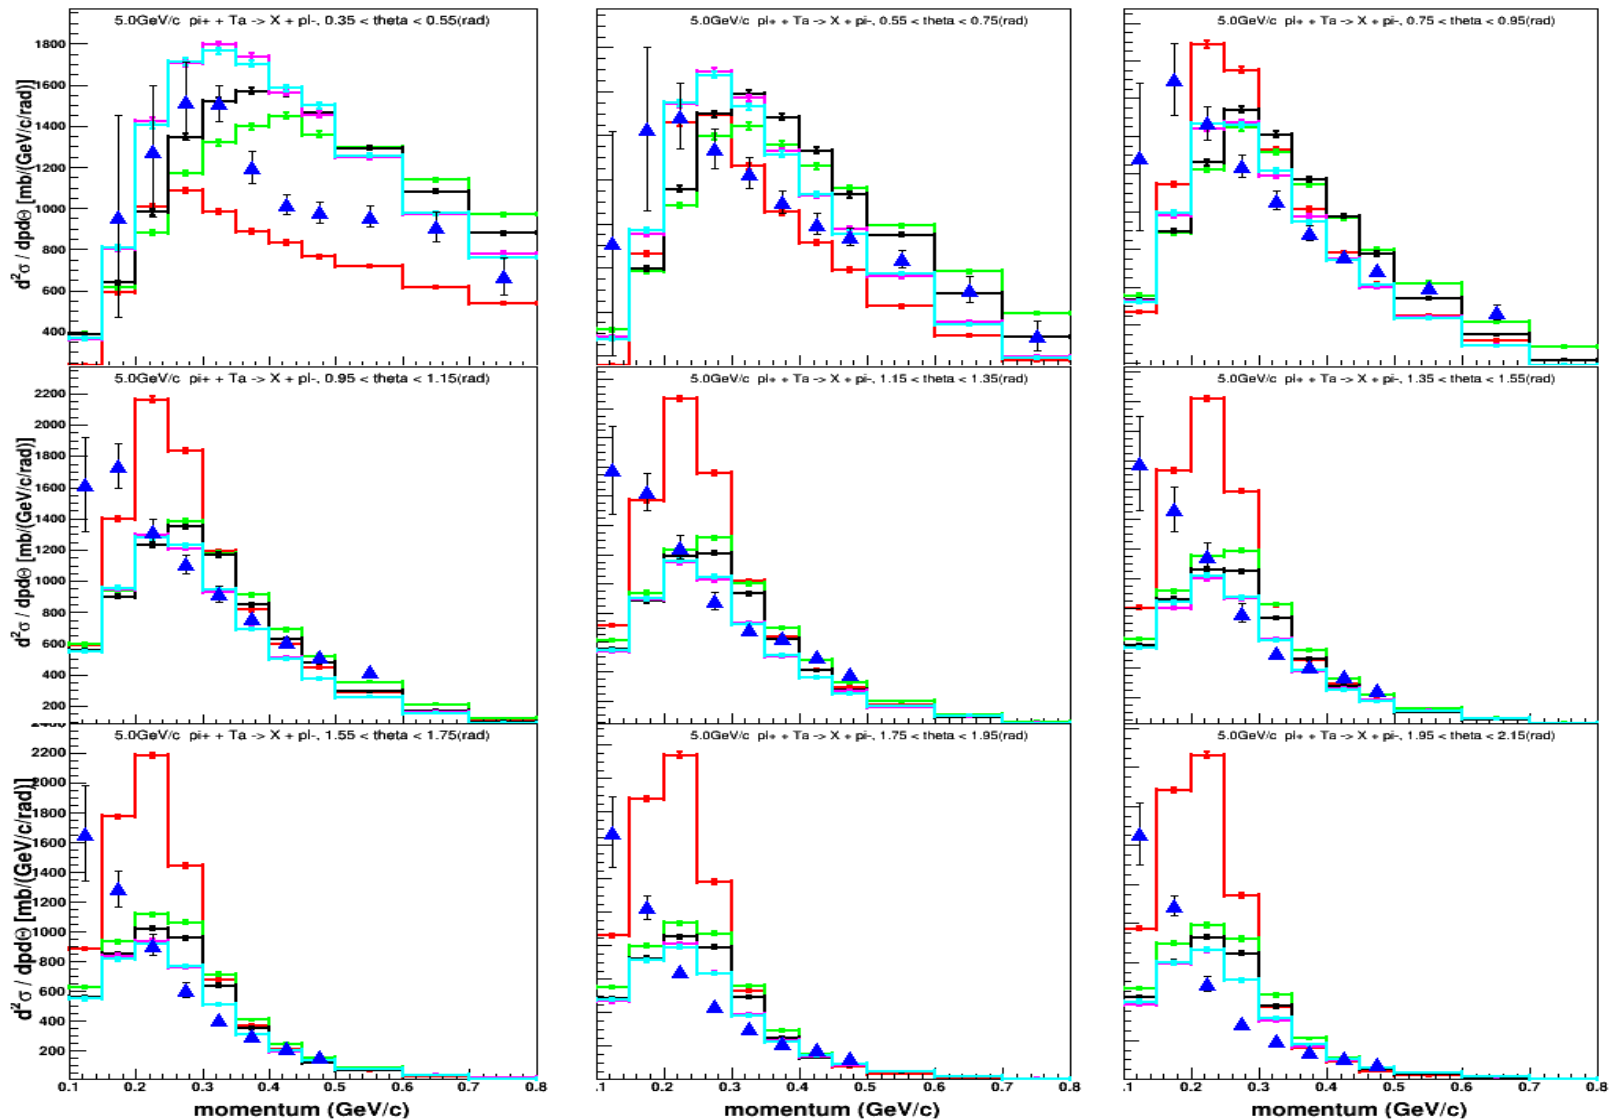 5.0GeV/c pi+ + Ta -> X + pi-, 0.35 < theta < 0.55(rad)
5.0GeV/c pi+ + Ta -> X + pi-, 0.55 < theta < 0.75(rad)
5.0GeV/c pi+ + Ta -> X + pi-, 0.75 < theta < 0.95(rad)
d²σ / dpdΘ [mb/(GeV/c/rad)]
1800
1600
1400
1200
1000
800
600
400
5.0GeV/c pi+ + Ta -> X + pi-, 0.95 < theta < 1.15(rad)
5.0GeV/c pi+ + Ta -> X + pi-, 1.15 < theta < 1.35(rad)
5.0GeV/c pi+ + Ta -> X + pi-, 1.35 < theta < 1.55(rad)
d²σ / dpdΘ [mb/(GeV/c/rad)]
2200
2000
1800
1600
1400
1200
1000
800
600
400
200
2400
5.0GeV/c pi+ + Ta -> X + pi-, 1.55 < theta < 1.75(rad)
5.0GeV/c pi+ + Ta -> X + pi-, 1.75 < theta < 1.95(rad)
5.0GeV/c pi+ + Ta -> X + pi-, 1.95 < theta < 2.15(rad)
d²σ / dpdΘ [mb/(GeV/c/rad)]
2200
2000
1800
1600
1400
1200
1000
800
600
400
200
0.1 0.2 0.3 0.4 0.5 0.6 0.7 0.8
.1 0.2 0.3 0.4 0.5 0.6 0.7 0.8
.1 0.2 0.3 0.4 0.5 0.6 0.7 0.8
momentum (GeV/c)
momentum (GeV/c)
momentum (GeV/c)